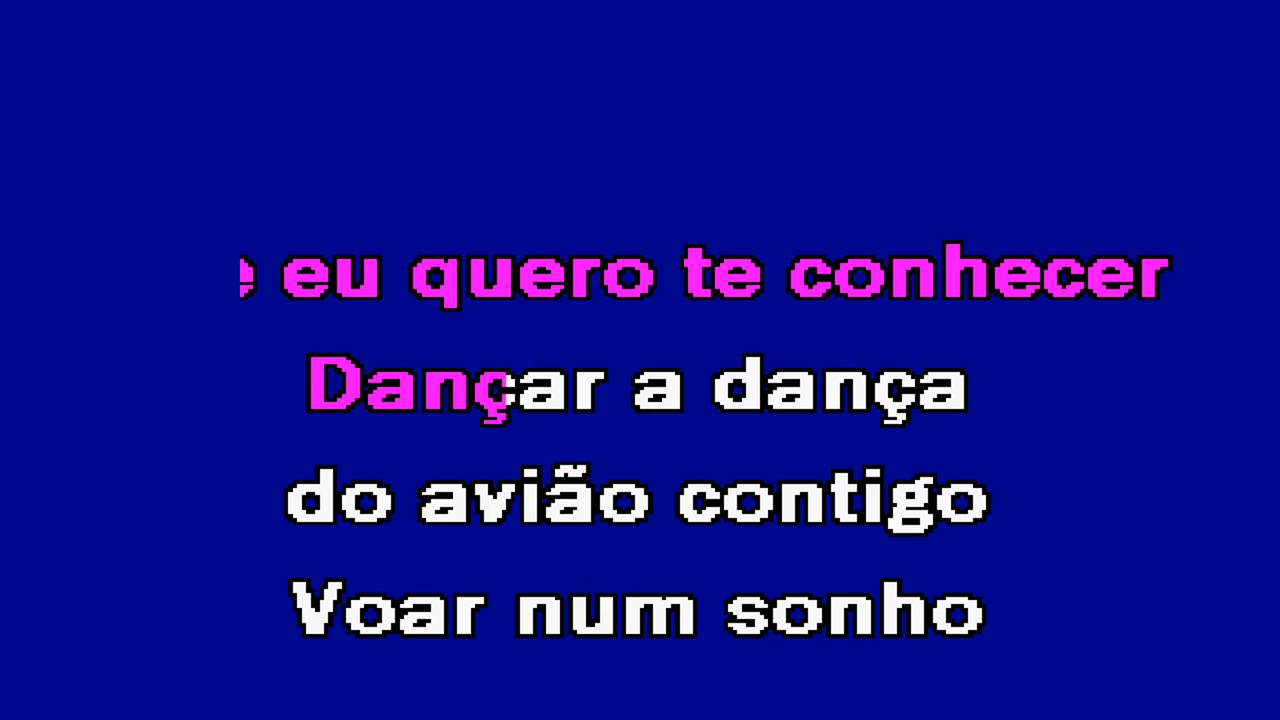 eu quero te conhecer
Dançar a dança
do avião contigo
Voar num sonho